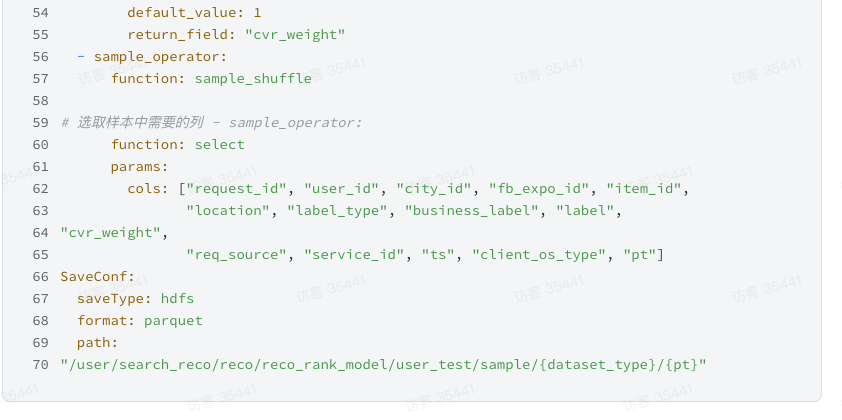 54 default_value: 1
55 return_field: "cvr_weight"
56 - sample_operator:
57 function: sample_shuffle
58
59 # 选取样本中需要的列 - sample_operator:
60 function: select
61 params:
62 cols: ["request_id", "user_id", "city_id", "fb_expo_id", "item_id",
63 "location", "label_type", "business_label", "label",
64 "cvr_weight",
65 "req_source", "service_id", "ts", "client_os_type", "pt"]
66 SaveConf:
67 saveType: hdfs
68 format: parquet
69 path:
70 "/user/search_reco/reco/reco_rank_model/user_test/sample/{dataset_type}/{pt}"
访客 35441